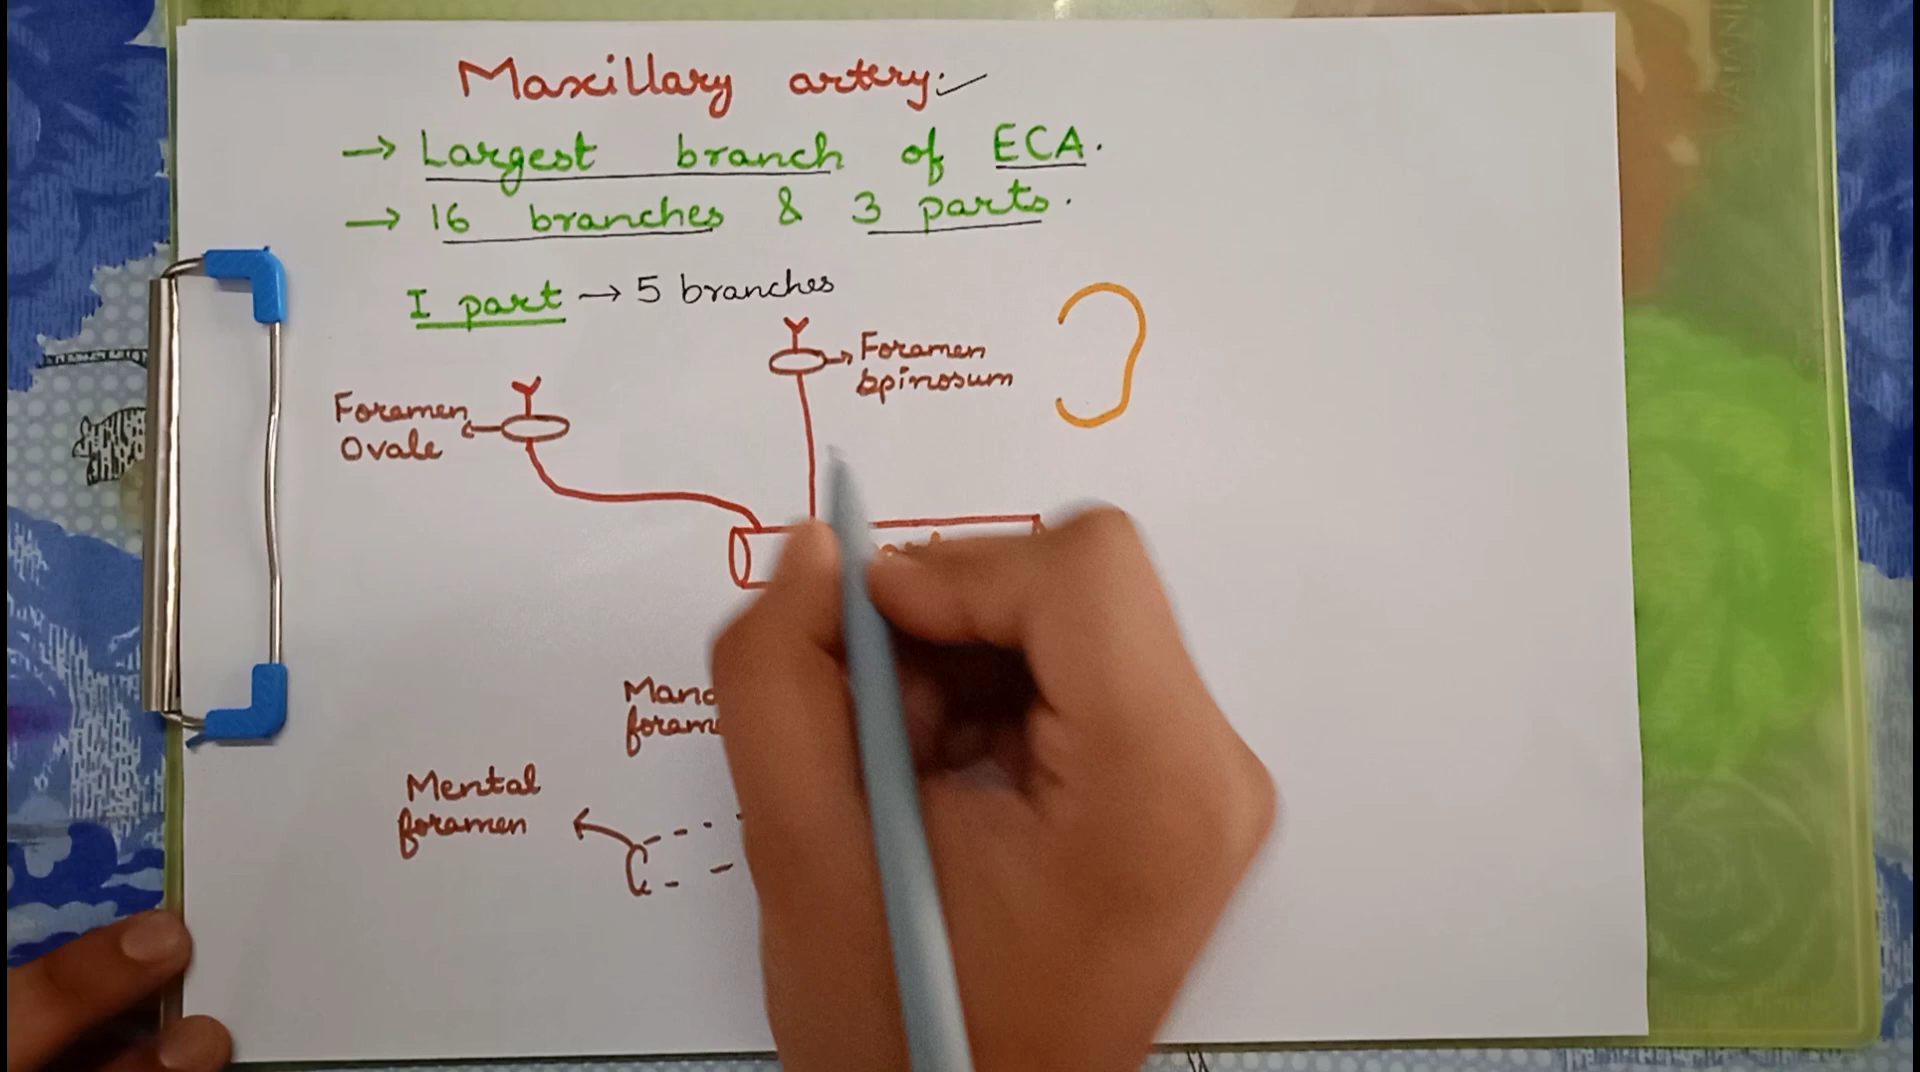 Maxillary artery.
→ Largest branch of ECA.
→ 16 branches & 3 parts.
I part → 5 branches
Foramen
Spinosum
Foramen
Ovale
foram
Mental
foramen